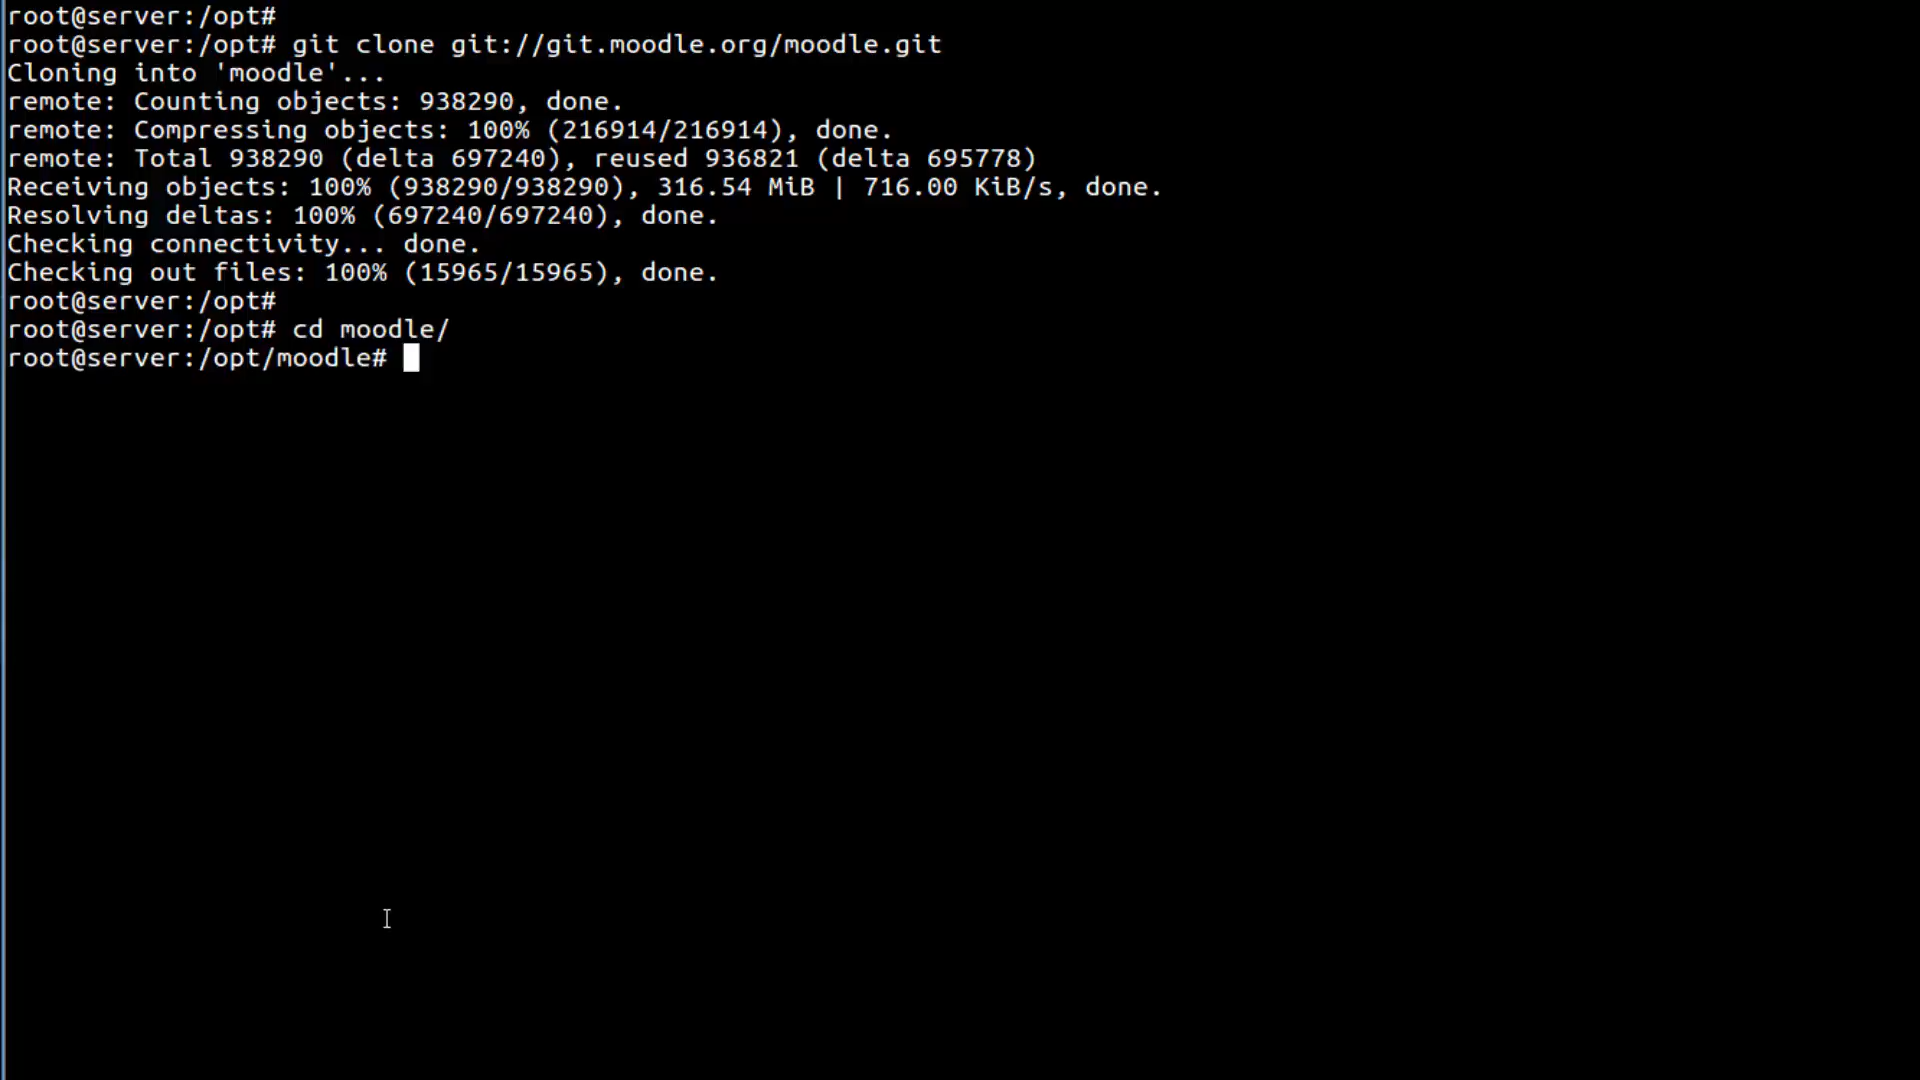 root@server:/opt#
root@server:/opt# git clone git://git.moodle.org/moodle.git
Cloning into 'moodle'...
remote: Counting objects: 938290, done.
remote: Compressing objects: 100% (216914/216914), done.
remote: Total 938290 (delta 697240), reused 936821 (delta 695778)
Receiving objects: 100% (938290/938290), 316.54 MiB | 716.00 KiB/s, done.
Resolving deltas: 100% (697240/697240), done.
Checking connectivity... done.
Checking out files: 100% (15965/15965), done.
root@server:/opt#
root@server:/opt# cd moodle/
root@server:/opt/moodle#